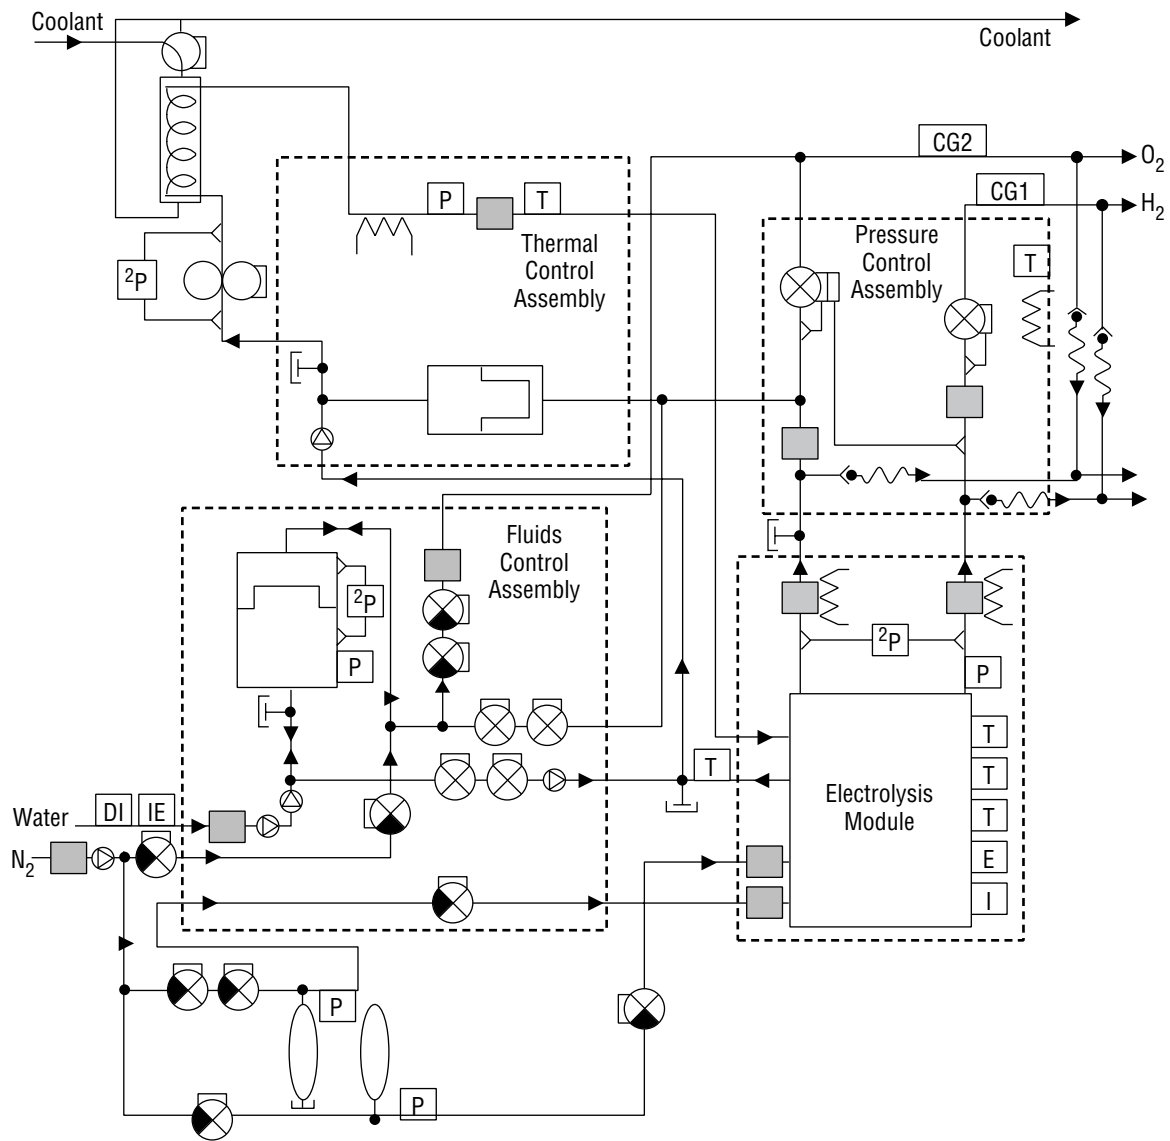 Coolant
Coolant
CG2
O2
CG1
H2
P
T
Thermal
Control
Assembly
Pressure
Control
Assembly
T
2P
Fluids
Control
Assembly
2P
P
2P
P
T
T
T
T
E
I
Electrolysis
Module
Water
DI
IE
N2
P
P